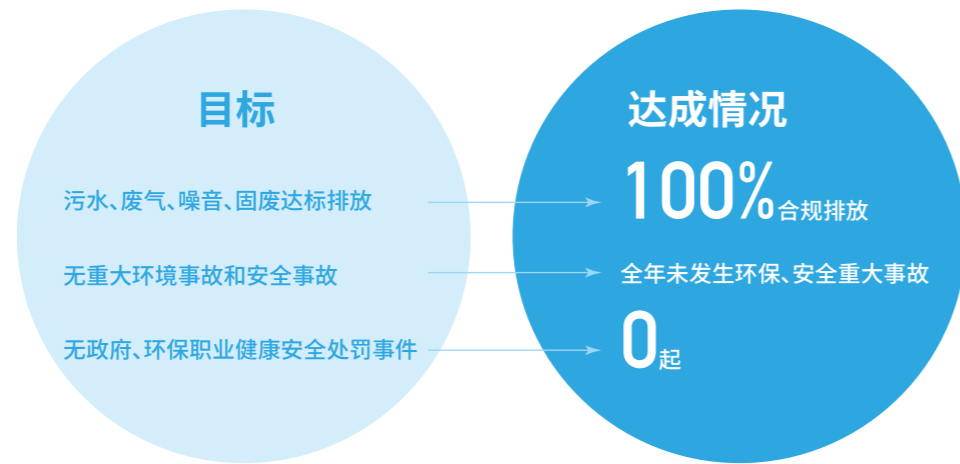 目标
污水、废气、噪音、固废达标排放
无重大环境事故和安全事故
无政府、环保职业健康安全处罚事件
达成情况
100%合规排放
全年未发生环保、安全重大事故
0起